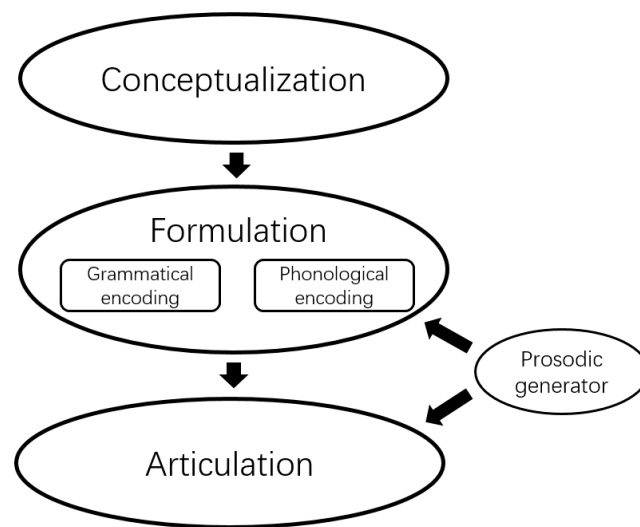 Conceptualization
Formulation
Grammatical
encoding
Phonological
encoding
Prosodic
generator
Articulation